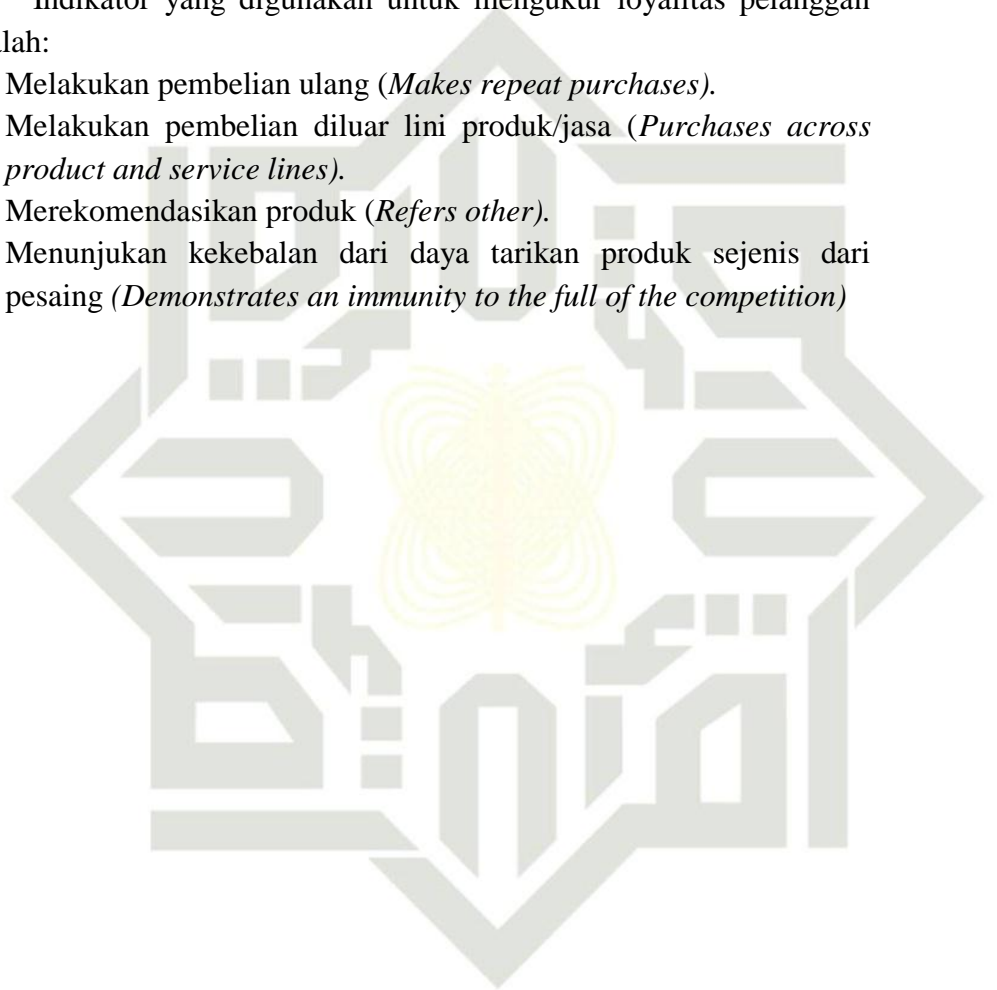 Indikator yang digunakan untuk mengukur loyalitas pelanggan
alah:
Melakukan pembelian ulang (Makes repeat purchases).
Melakukan pembelian diluar lini produk/jasa (Purchases across
product and service lines).
Merekomendasikan produk (Refers other).
Menunjukan kekebalan dari daya tarikan produk sejenis dari
pesaing (Demonstrates an immunity to the full of the competition)